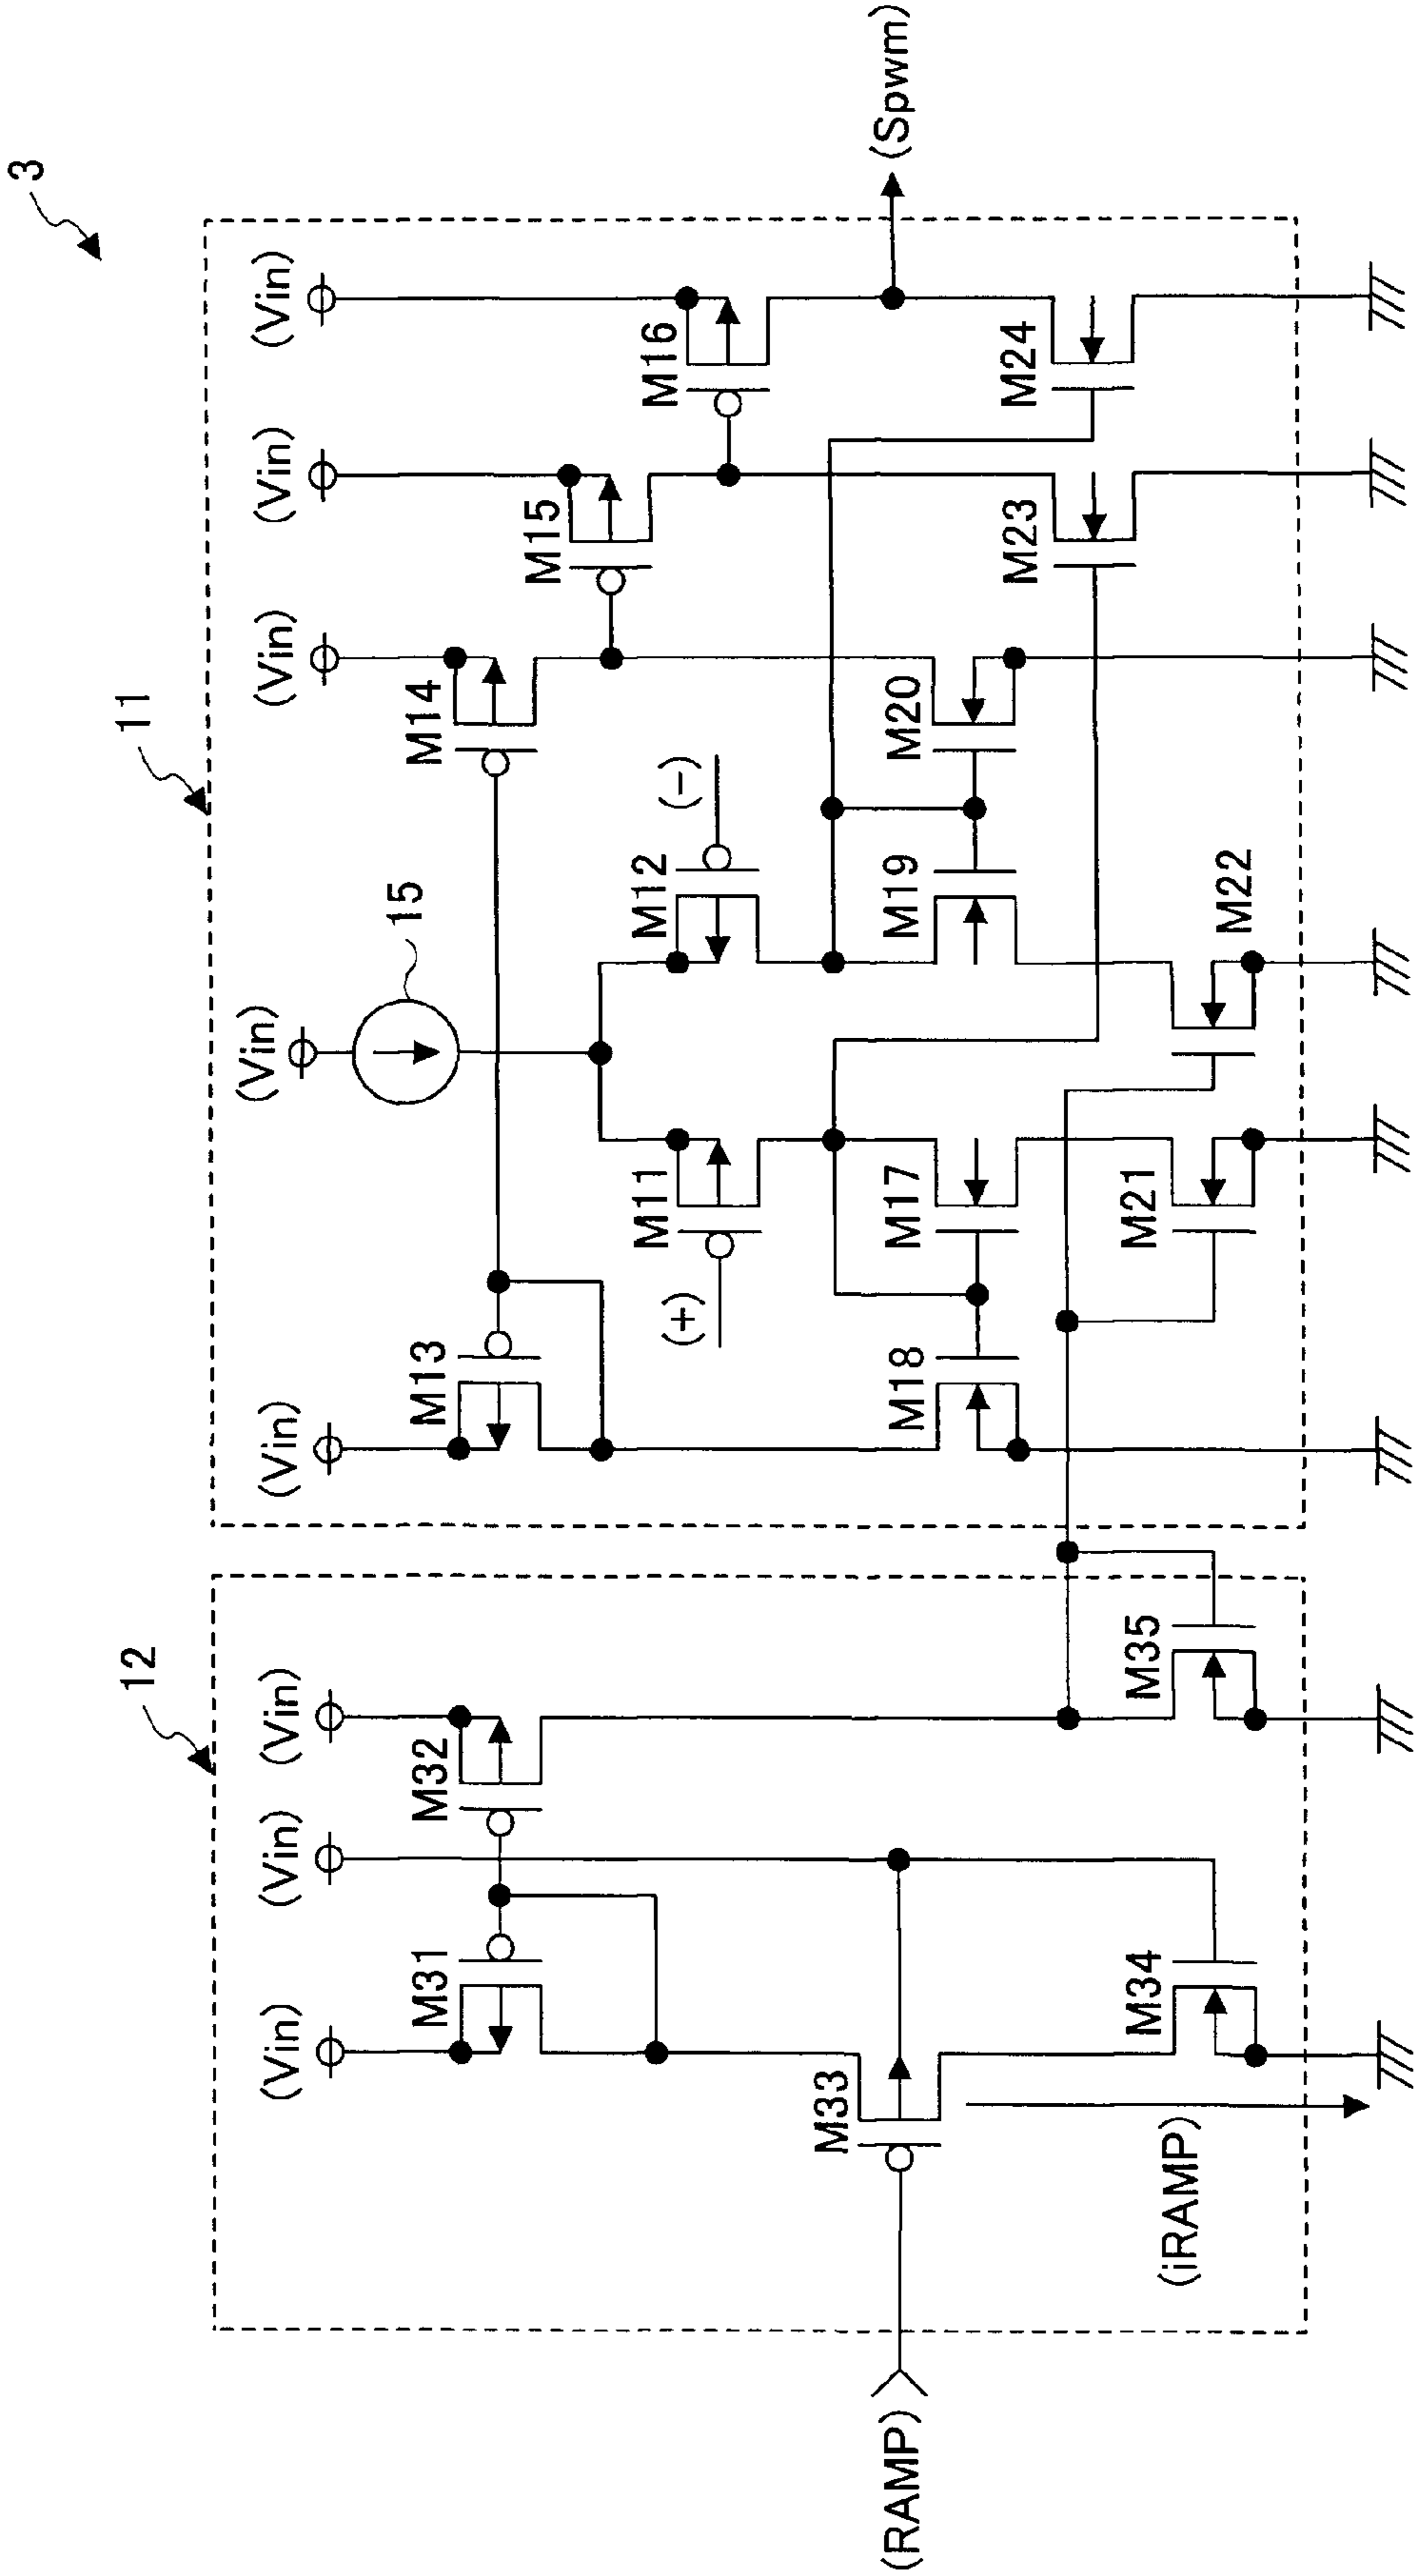 3
11
12
(Vin)
(Vin)
(Vin)
(Vin)
(Vin)
(Vin)
(Vin)
(Vin)
15
M31
M32
M13
M14
M15
M16
M11
M12
(+)
(-)
(RAMP)
M33
M18
M17
M19
M20
M23
M24
(Spwm)
M34
M35
M21
M22
(iRAMP)